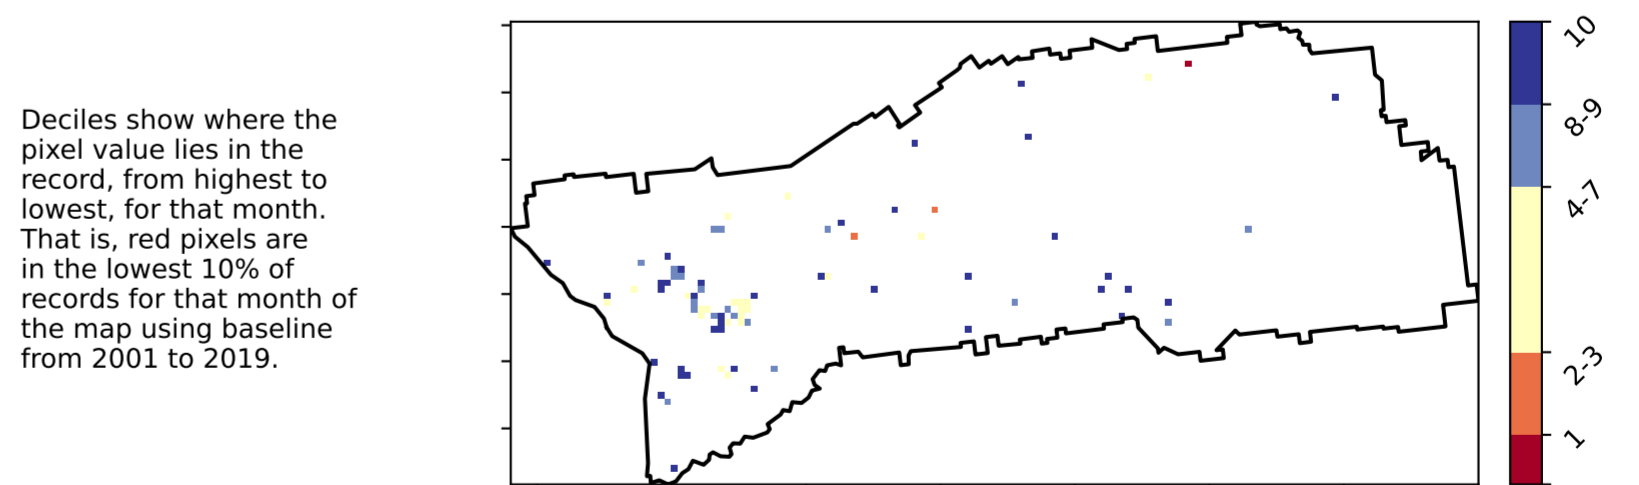 Deciles show where the
pixel value lies in the
record, from highest to
lowest, for that month.
That is, red pixels are
in the lowest 10% of
records for that month of
the map using baseline
from 2001 to 2019.
10
8-9
4-7
2-3
1